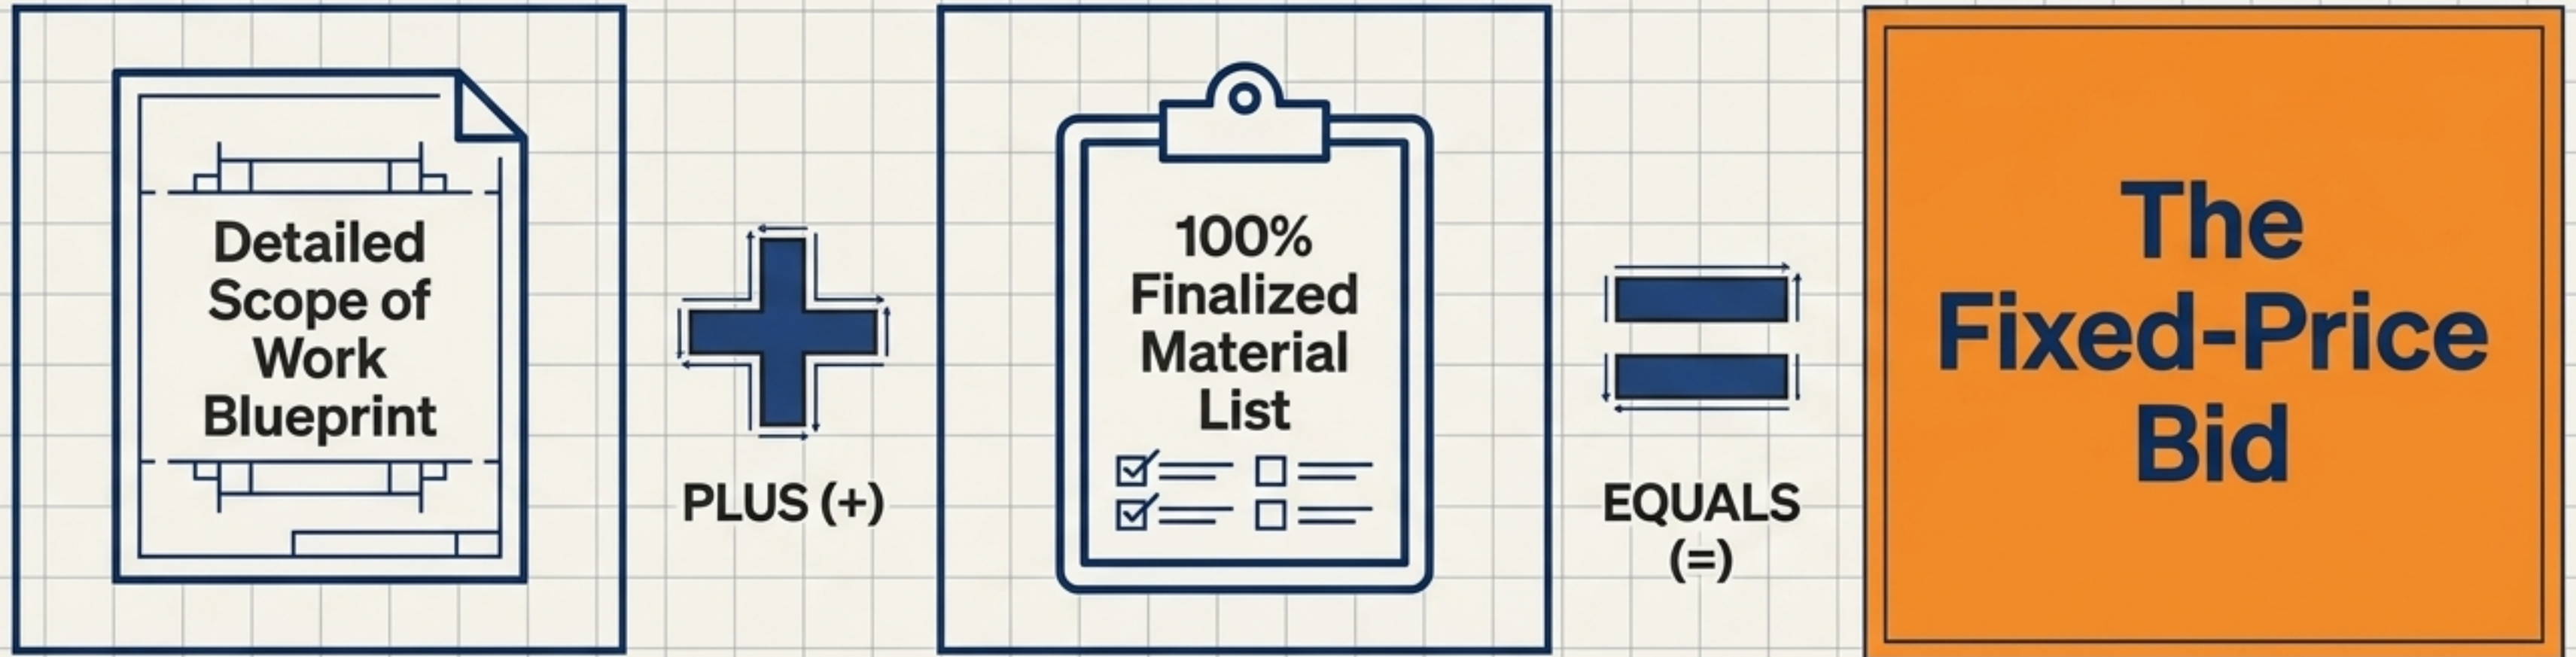 Detailed
Scope of
Work
Blueprint
PLUS (+)
100%
Finalized
Material
List
EQUALS
(=)
The
Fixed-Price
Bid